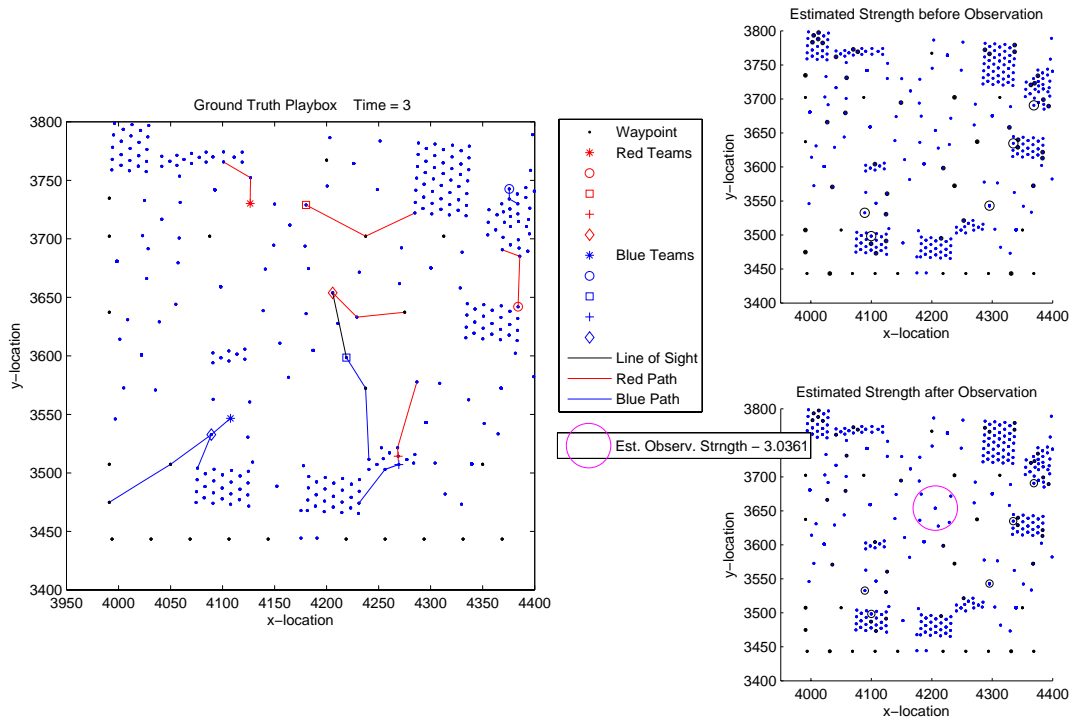 Ground Truth Playbox Time = 3
3800
3750
3700
3650
3600
3550
3500
3450
3400
3950
4000
4050
4100
4150
4200
4250
4300
4350
4400
x−location
y−location
Waypoint
Red Teams
Blue Teams
Line of Sight
Red Path
Blue Path
Est. Observ. Strngth − 3.0361
Estimated Strength before Observation
3800
3750
3700
3650
3600
3550
3500
3450
3400
4000
4100
4200
4300
4400
x−location
y−location
Estimated Strength after Observation
3800
3750
3700
3650
3600
3550
3500
3450
3400
4000
4100
4200
4300
4400
x−location
y−location